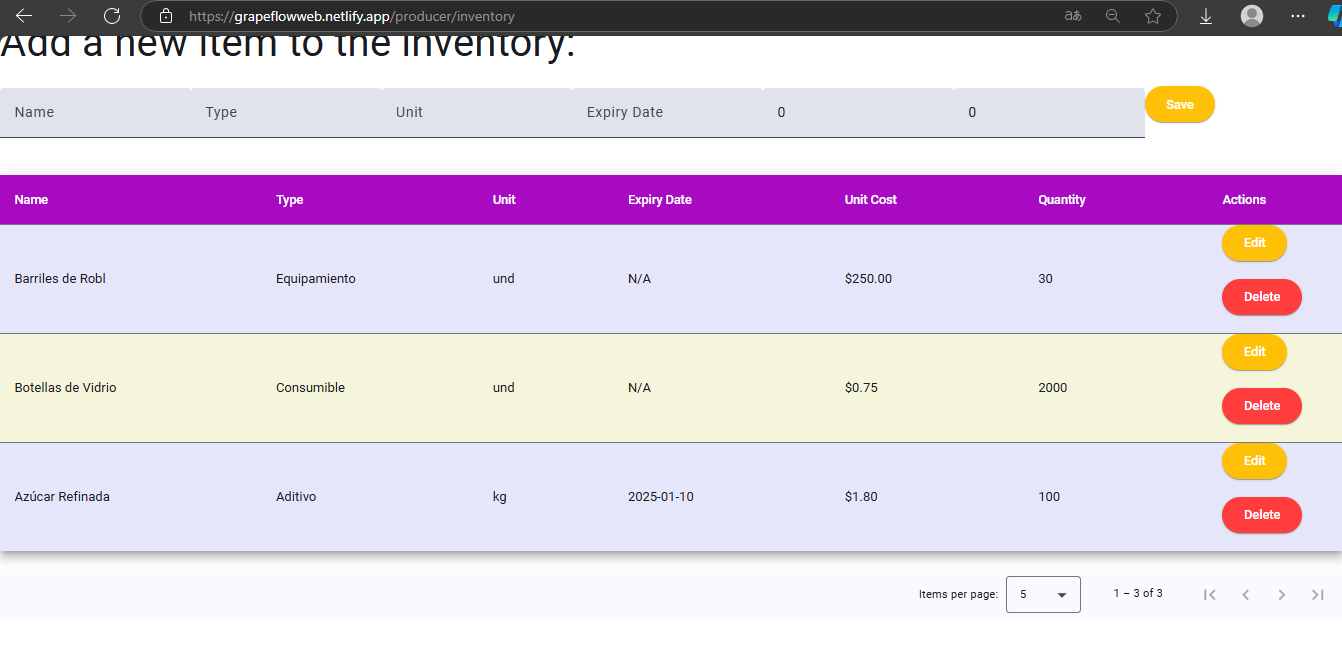 https://grapeflowweb.netlify.app/producer/inventory
Add a new item to the inventory:
Name Type Unit Expiry Date 0 0 Save
Name Type Unit Expiry Date Unit Cost Quantity Actions
Barriles de Robl Equipamiento und N/A $250.00 30 Edit
Delete
Botellas de Vidrio Consumible und N/A $0.75 2000 Edit
Delete
Azúcar Refinada Aditivo kg 2025-01-10 $1.80 100 Edit
Delete
Items per page: 5 1 – 3 of 3